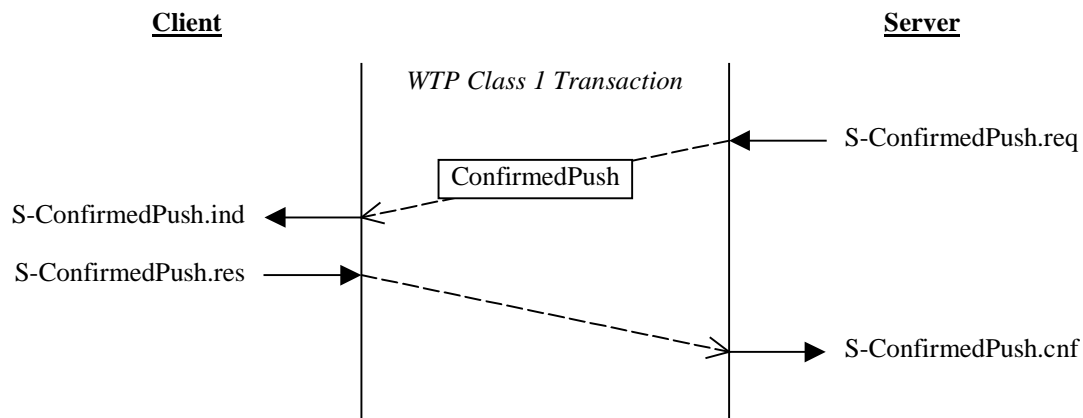 Client
Server
WTP Class 1 Transaction
S-ConfirmedPush.req
ConfirmedPush
S-ConfirmedPush.ind
S-ConfirmedPush.res
S-ConfirmedPush.cnf